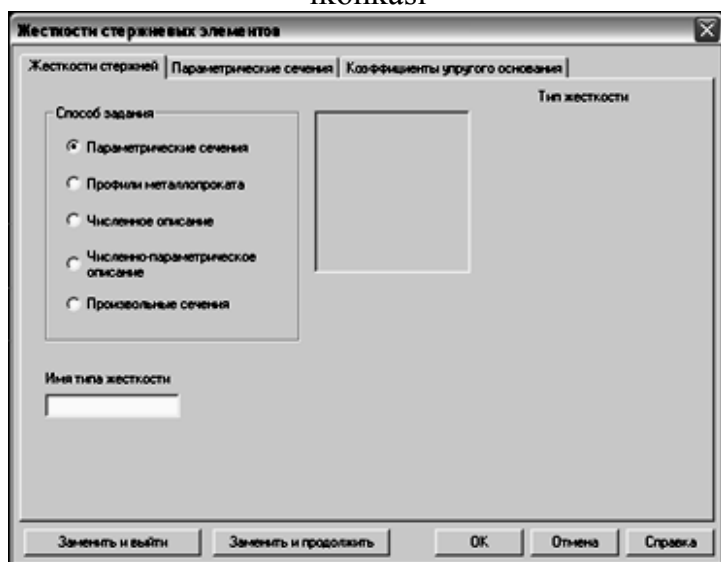 ikonkasi
Жесткости стержневых элементов
Жесткости стержней Параметрические сечения Коэффициенты упругого основания
Тип жесткости
Способ задания
Параметрические сечения
Профили металлопроката
Численное описание
Численно-параметрическое
описание
Произвольные сечения
Имя типа жесткости
Заменить и выйти Заменить и продолжить OK Отмена Справка